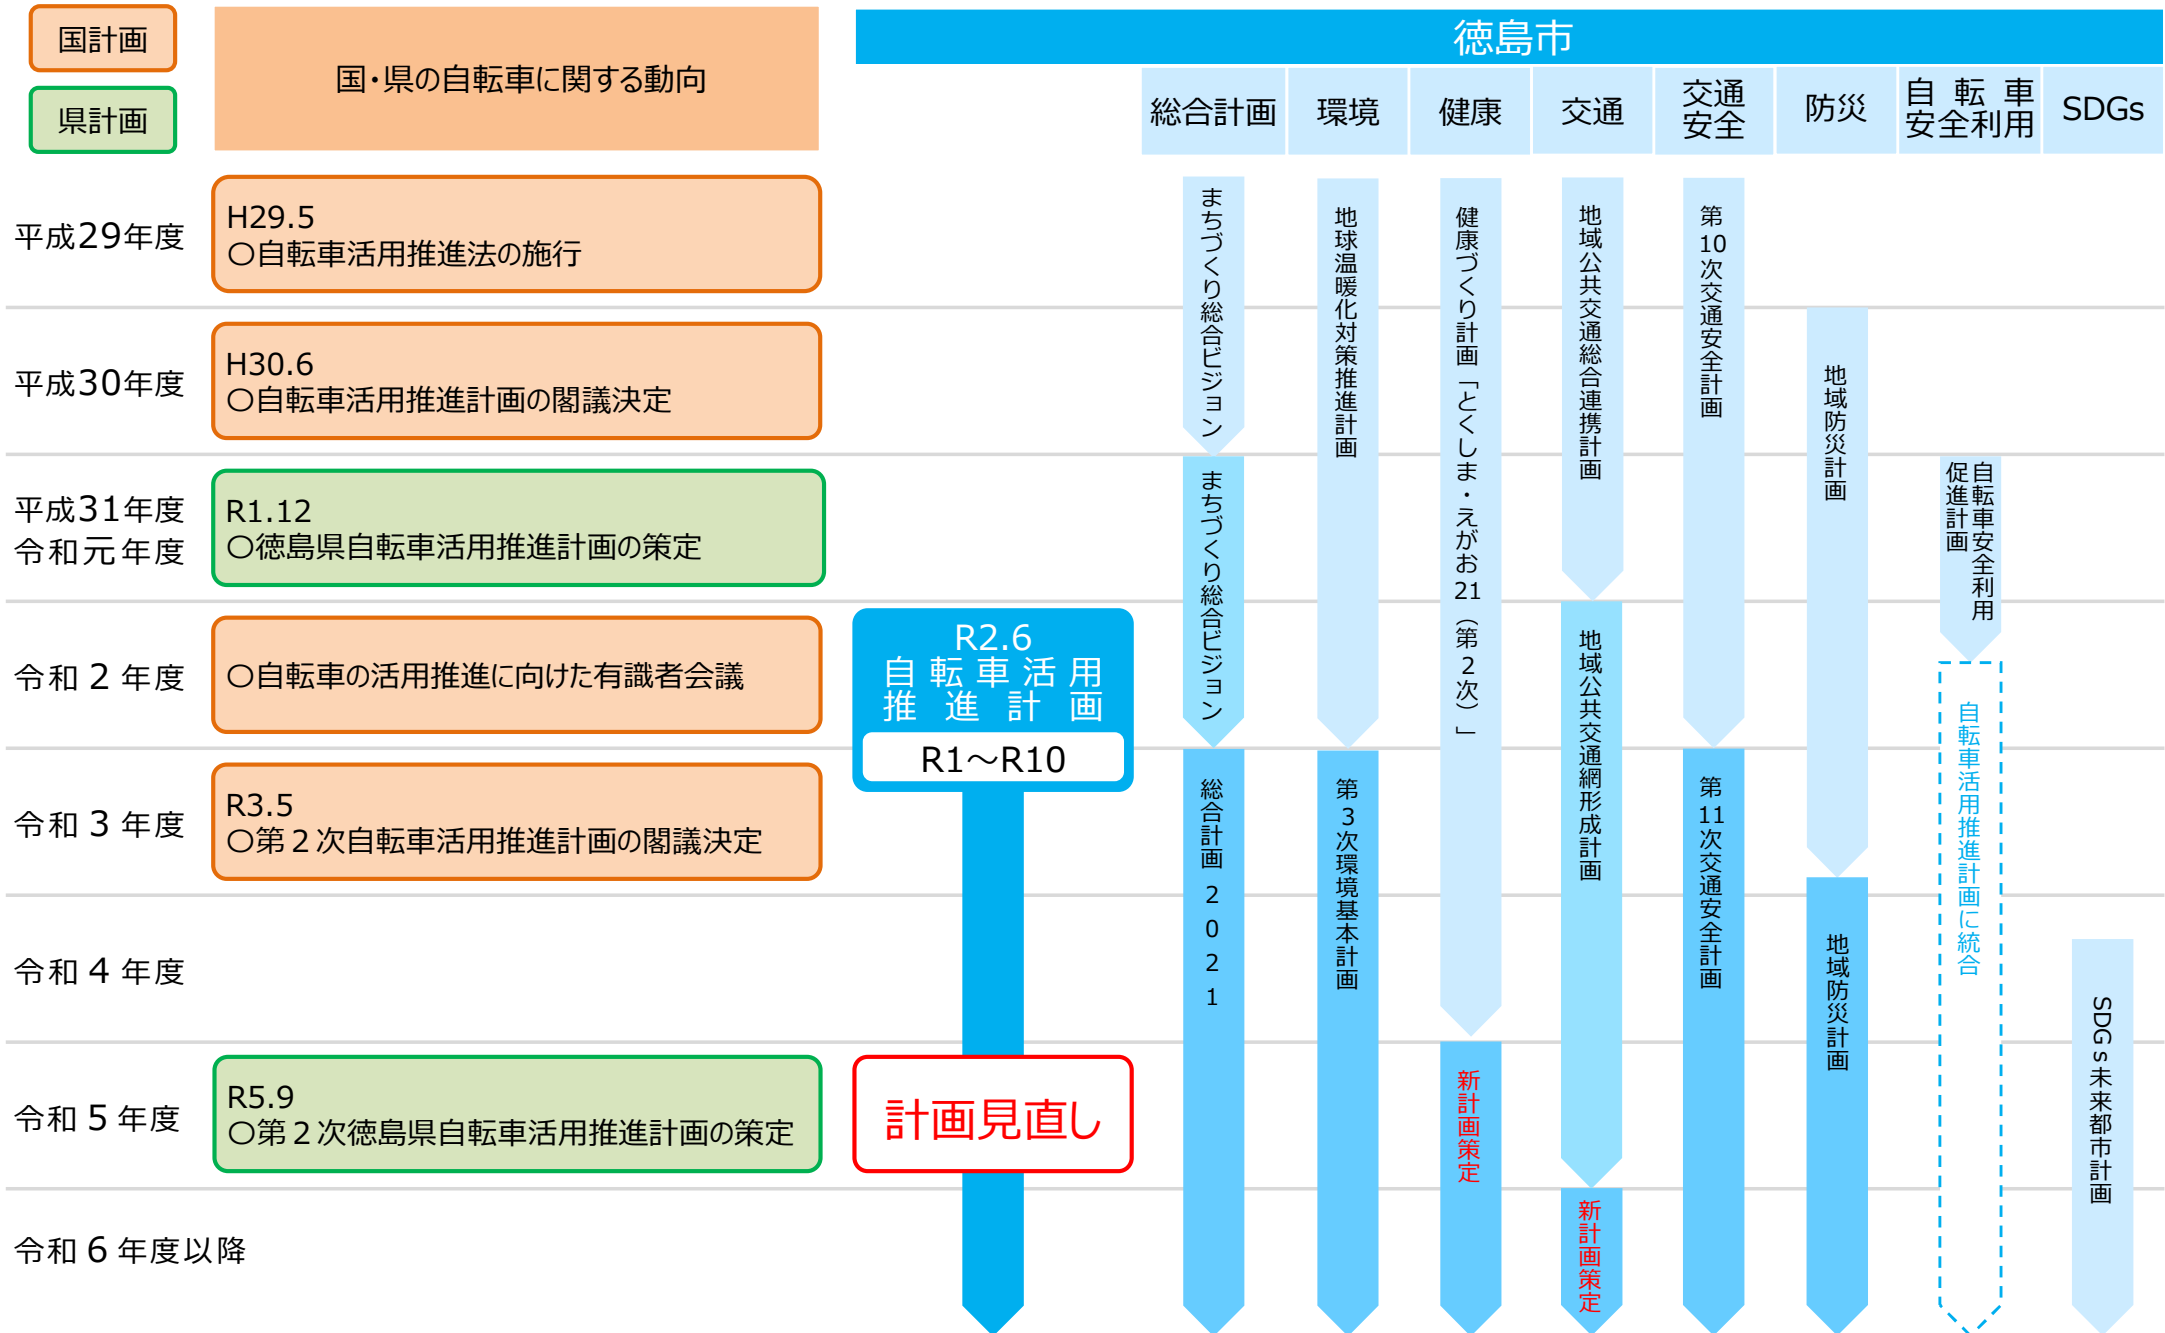 国計画
県計画
国・県の自転車に関する動向
徳島市
総合計画
環境
健康
交通
交通
安全
防災
自転車
安全利用
SDGs
平成29年度
H29.5
〇自転車活用推進法の施行
平成30年度
H30.6
〇自転車活用推進計画の閣議決定
平成31年度
令和元年度
R1.12
〇徳島県自転車活用推進計画の策定
令和２年度
〇自転車の活用推進に向けた有識者会議
令和３年度
R3.5
〇第２次自転車活用推進計画の閣議決定
令和４年度
令和５年度
R5.9
〇第２次徳島県自転車活用推進計画の策定
令和６年度以降
R2.6
自転車活用
推進計画
R1～R10
計画見直し
まちづくり総合ビジョン
まちづくり総合ビジョン
総合計画２０２１
地球温暖化対策推進計画
第３次環境基本計画
健康づくり計画「とくしま・えがお21（第２次）」
新計画策定
地域公共交通総合連携計画
地域公共交通網形成計画
新計画策定
第10次交通安全計画
第11次交通安全計画
地域防災計画
地域防災計画
自転車安全利用
促進計画
自転車活用推進計画に統合
SDGｓ未来都市計画